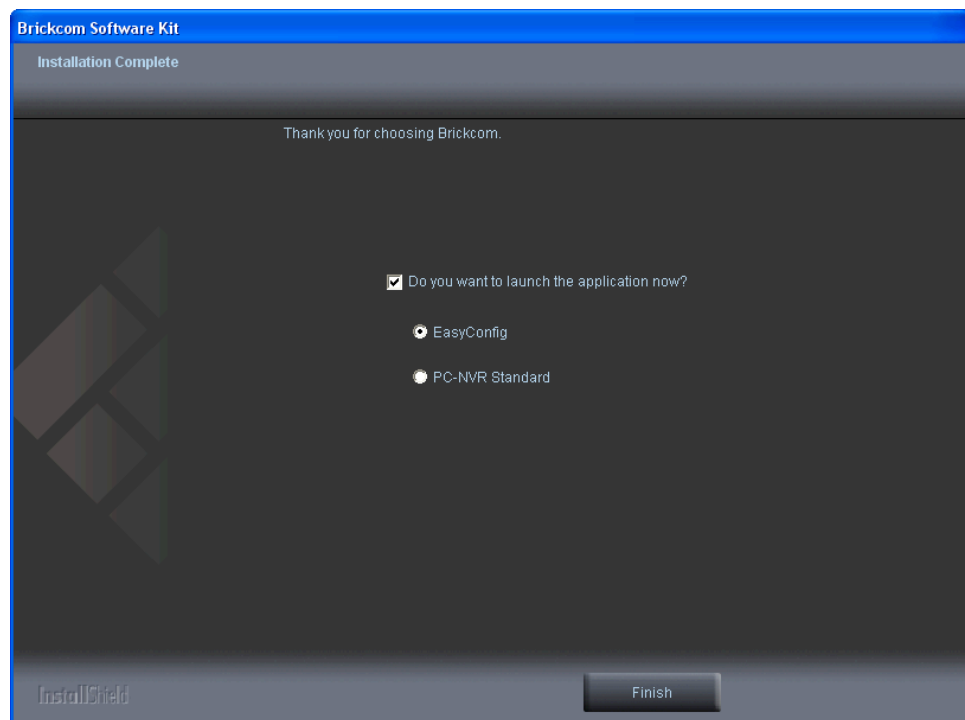 Brickcom Software Kit
Installation Complete
Thank you for choosing Brickcom.
Do you want to launch the application now?
EasyConfig
PC-NVR Standard
InstallShield
Finish